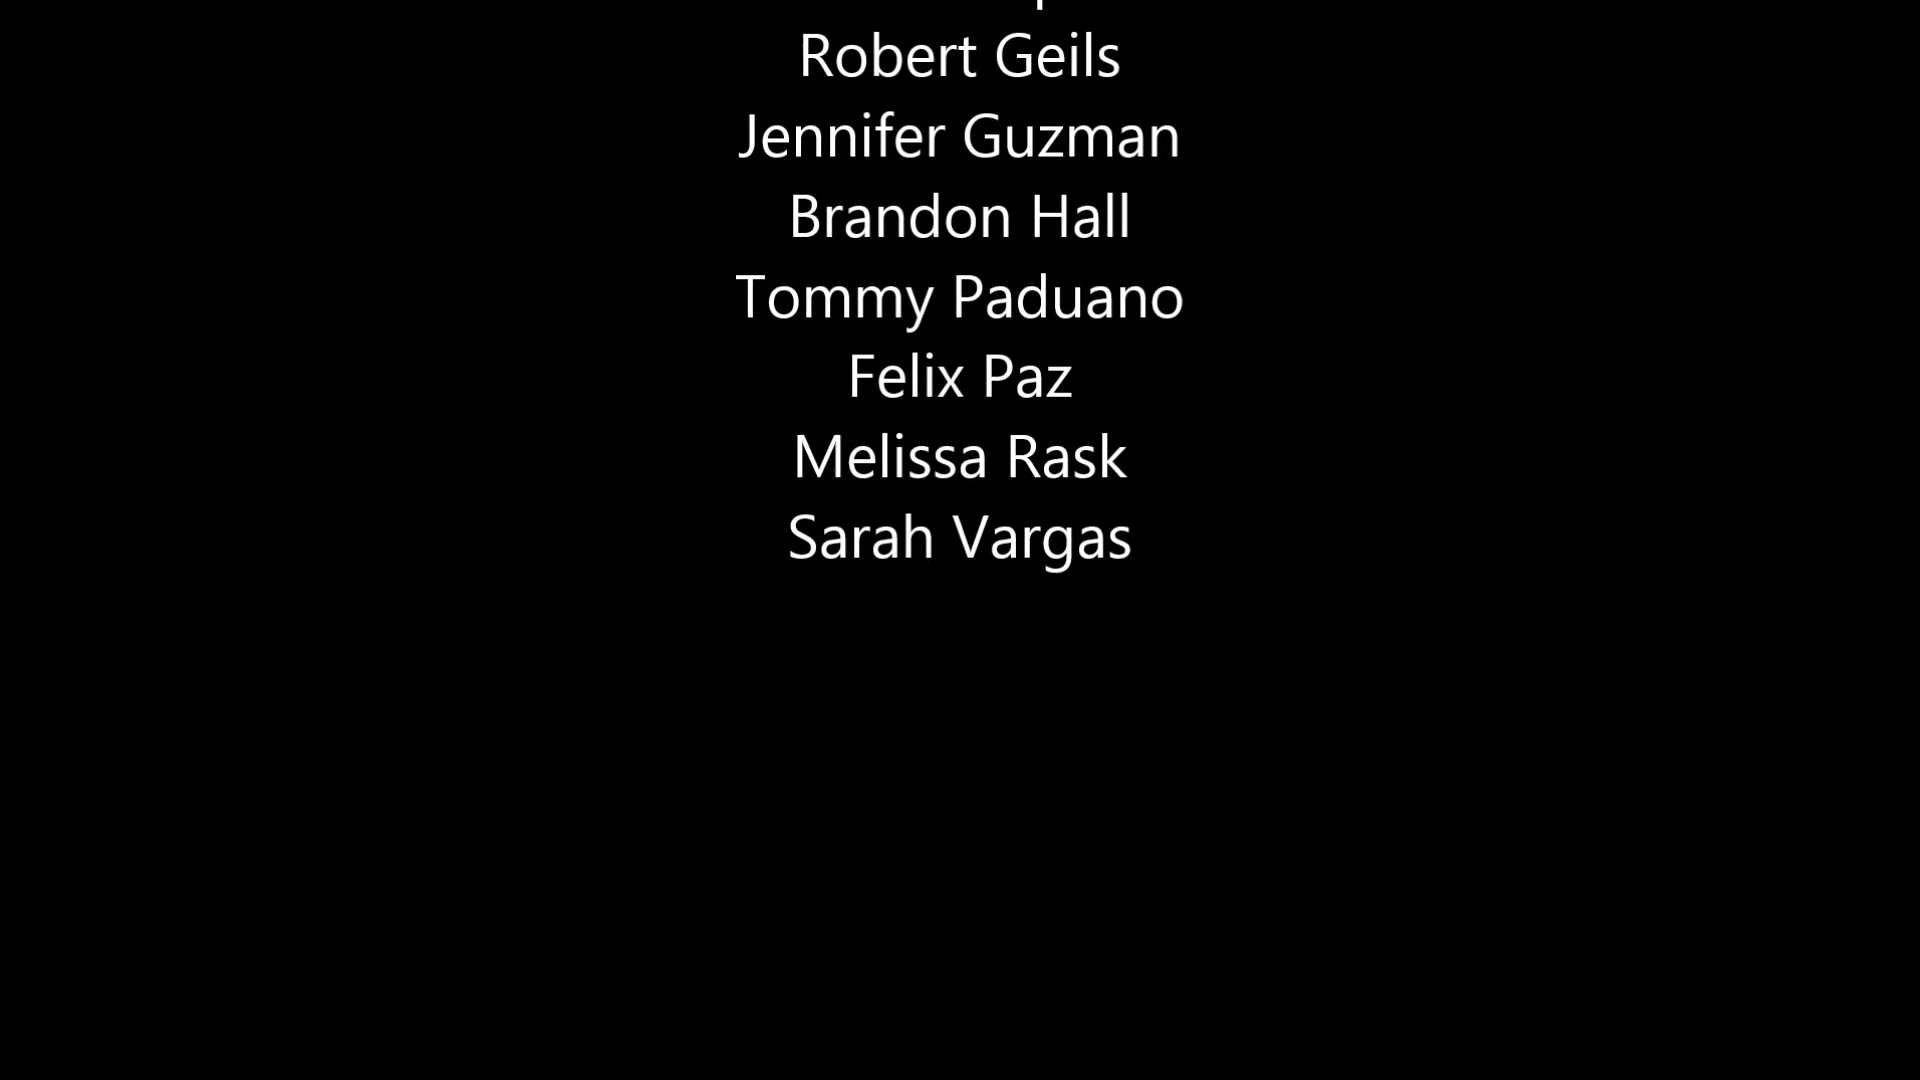 Robert Geils
Jennifer Guzman
Brandon Hall
Tommy Paduano
Felix Paz
Melissa Rask
Sarah Vargas